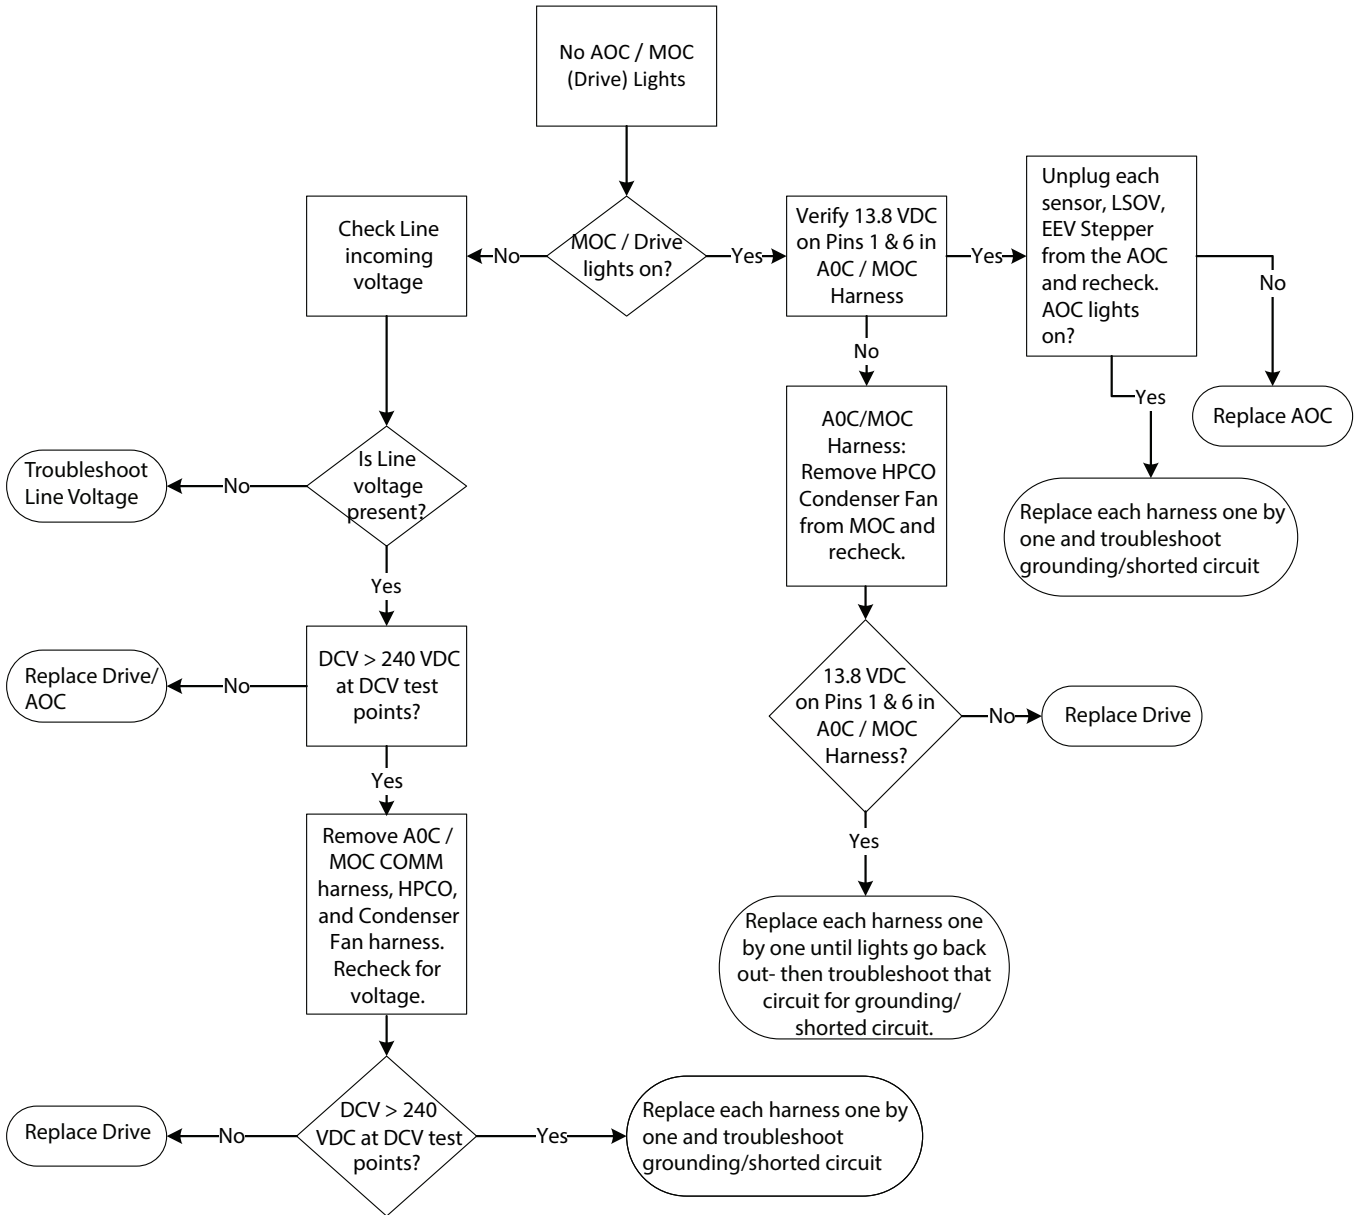 No AOC / MOC
(Drive) Lights
MOC / Drive
lights on?
No
Yes
Check Line
incoming
voltage
Verify 13.8 VDC
on Pins 1 & 6 in
A0C / MOC
Harness
Yes
Unplug each
sensor, LSOV,
EEV Stepper
from the AOC
and recheck.
AOC lights
on?
No
Replace AOC
Yes
Replace each harness one by
one and troubleshoot
grounding/shorted circuit
No
A0C/MOC
Harness:
Remove HPCO
Condenser Fan
from MOC and
recheck.
13.8 VDC
on Pins 1 & 6 in
A0C / MOC
Harness?
No
Replace Drive
Yes
Replace each harness one
by one until lights go back
out- then troubleshoot that
circuit for grounding/
shorted circuit.
Is Line
voltage
present?
No
Troubleshoot
Line Voltage
Yes
DCV > 240 VDC
at DCV test
points?
No
Replace Drive/
AOC
Yes
Remove A0C /
MOC COMM
harness, HPCO,
and Condenser
Fan harness.
Recheck for
voltage.
DCV > 240
VDC at DCV test
points?
No
Replace Drive
Yes
Replace each harness one by
one and troubleshoot
grounding/shorted circuit